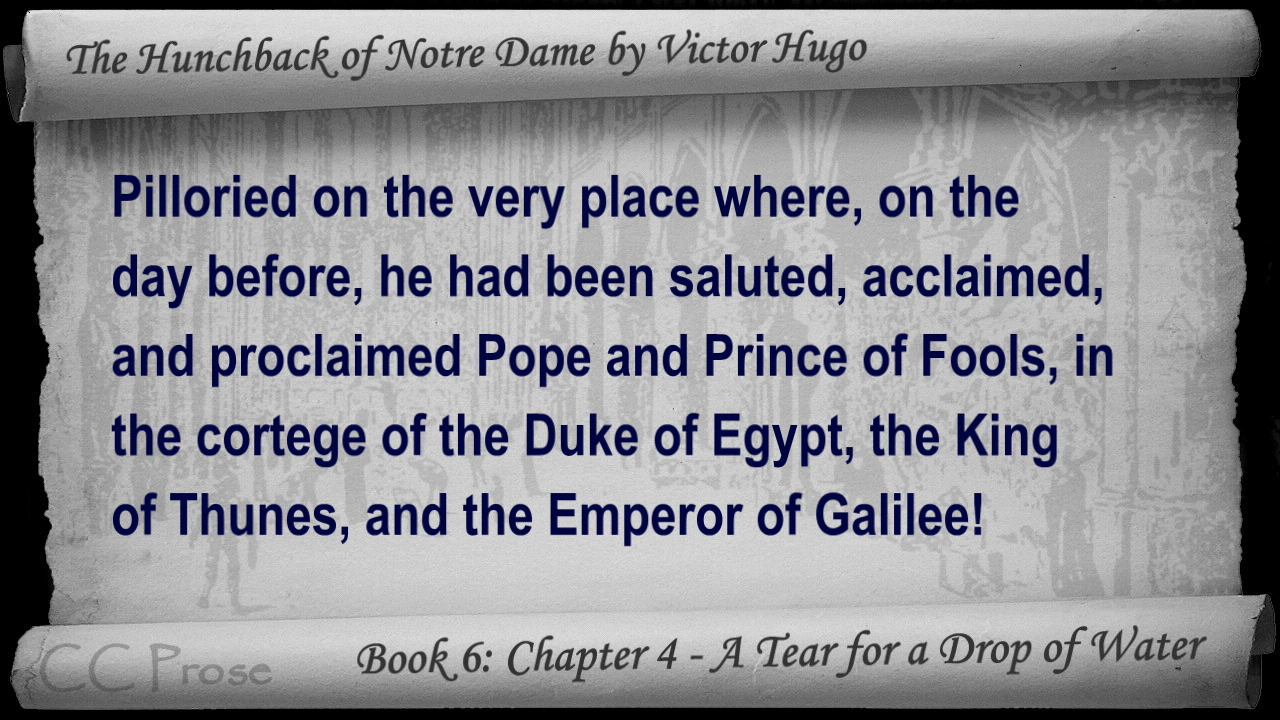 The Hunchback of Notre Dame by Victor Hugo
Pilloried on the very place where, on the
day before, he had been saluted, acclaimed,
and proclaimed Pope and Prince of Fools, in
the cortege of the Duke of Egypt, the King
of Thunes, and the Emperor of Galilee!
CC Prose
Book 6: Chapter 4 - A Tear for a Drop of Water